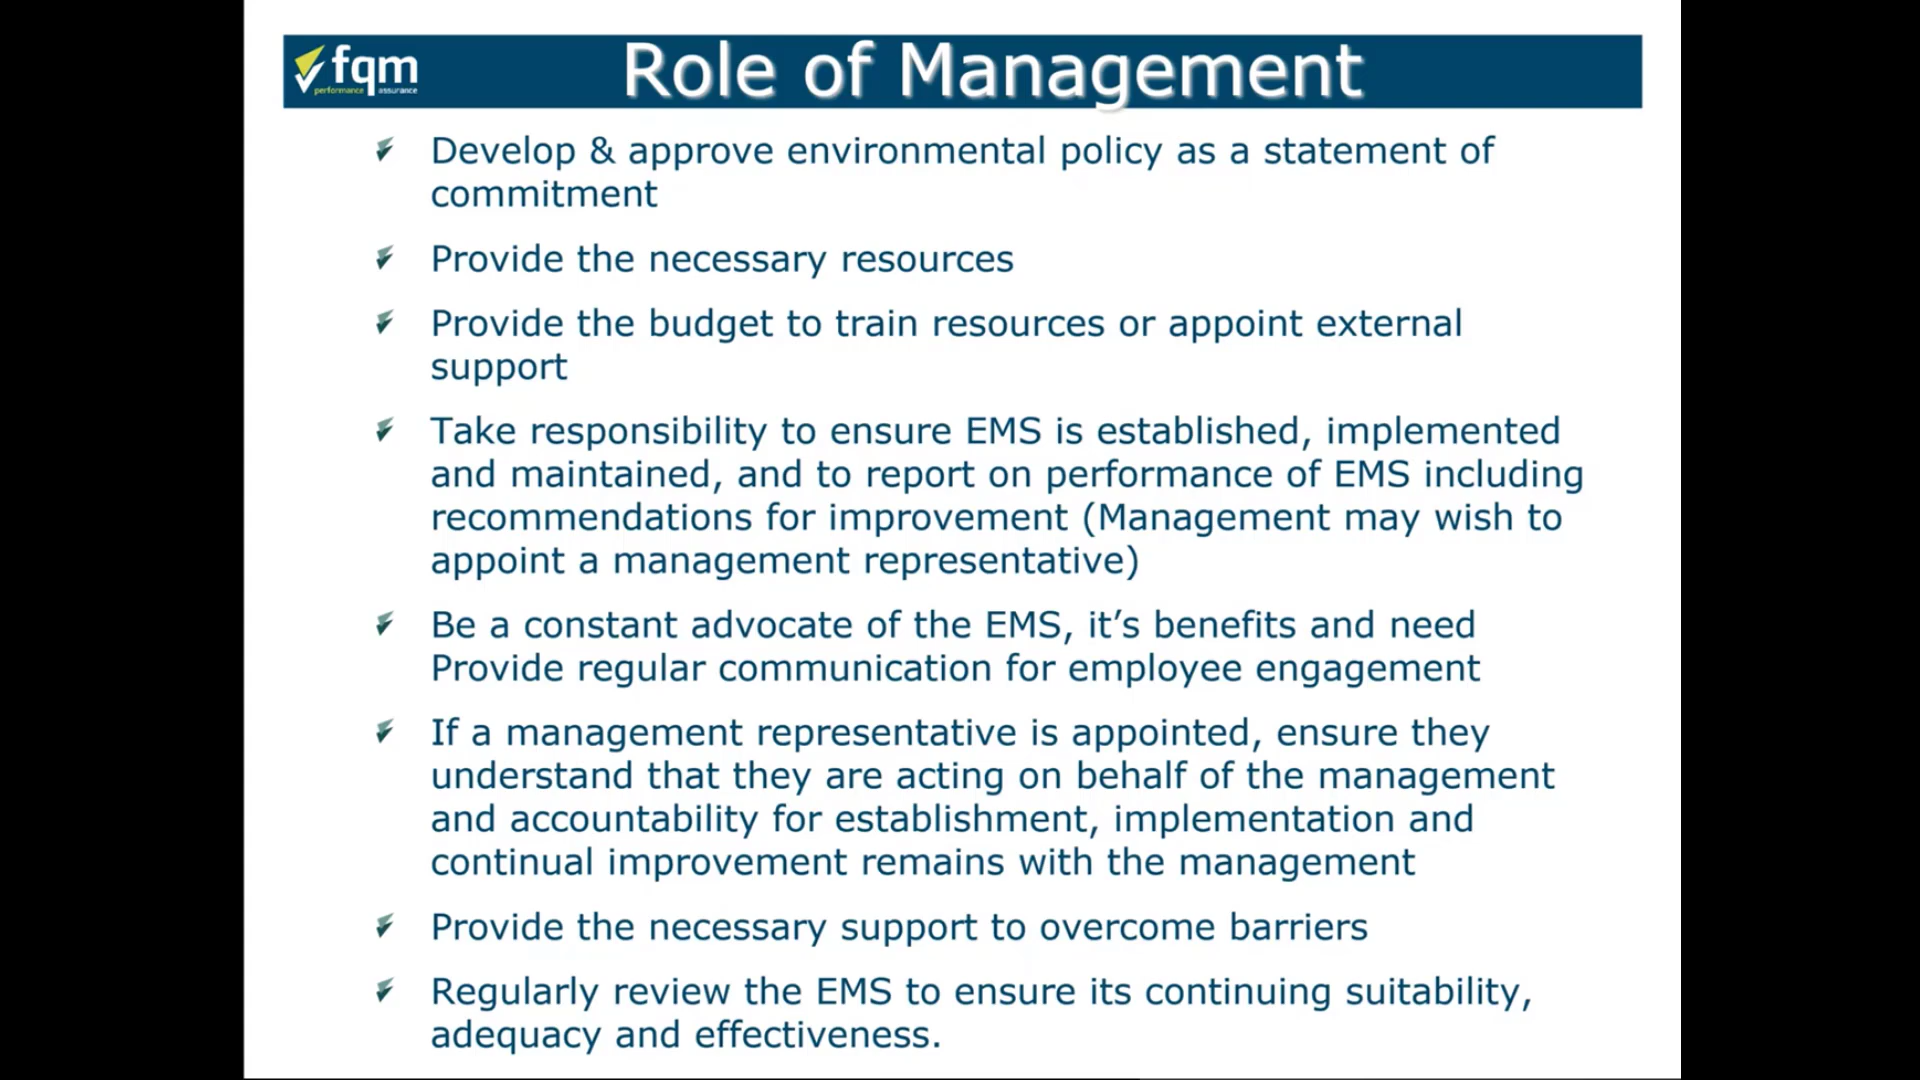 fqm
performance assurance
Role of Management
Develop & approve environmental policy as a statement of
commitment
Provide the necessary resources
Provide the budget to train resources or appoint external
support
Take responsibility to ensure EMS is established, implemented
and maintained, and to report on performance of EMS including
recommendations for improvement (Management may wish to
appoint a management representative)
Be a constant advocate of the EMS, it’s benefits and need
Provide regular communication for employee engagement
If a management representative is appointed, ensure they
understand that they are acting on behalf of the management
and accountability for establishment, implementation and
continual improvement remains with the management
Provide the necessary support to overcome barriers
Regularly review the EMS to ensure its continuing suitability,
adequacy and effectiveness.